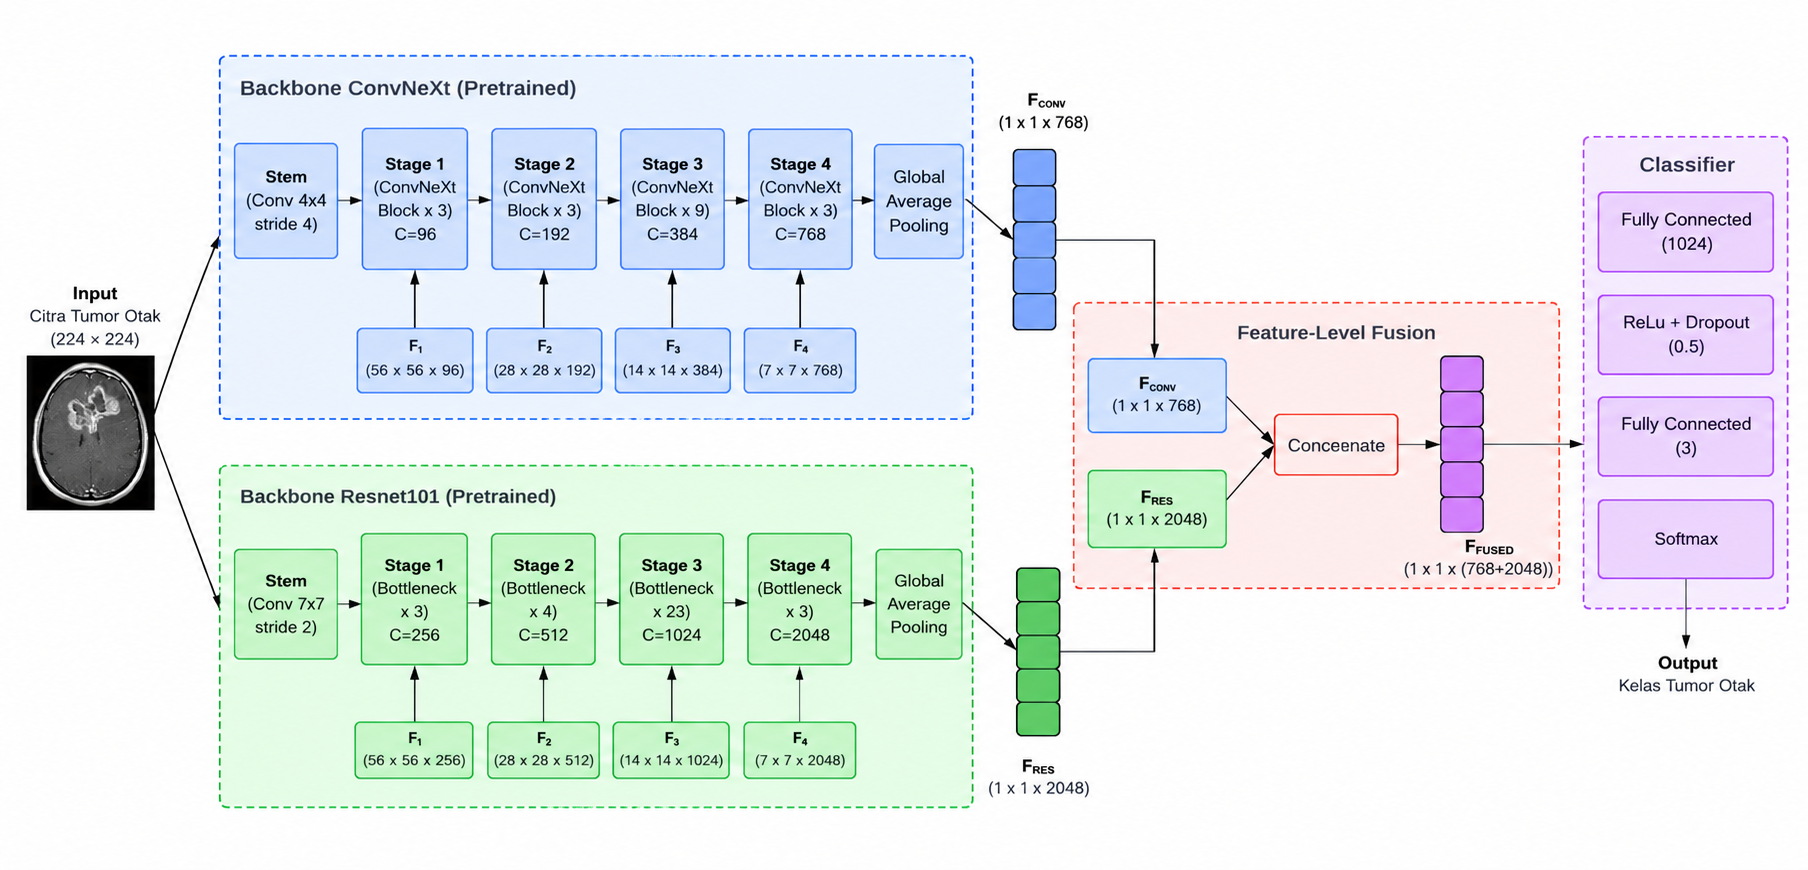 Input
Citra Tumor Otak
(224 × 224)
Backbone ConvNeXt (Pretrained)
Stem
(Conv 4x4
stride 4)
Stage 1
(ConvNeXt
Block x 3)
C=96
Stage 2
(ConvNeXt
Block x 3)
C=192
Stage 3
(ConvNeXt
Block x 9)
C=384
Stage 4
(ConvNeXt
Block x 3)
C=768
Global
Average
Pooling
F₁
(56 x 56 x 96)
F₂
(28 x 28 x 192)
F₃
(14 x 14 x 384)
F₄
(7 x 7 x 768)
Backbone Resnet101 (Pretrained)
Stem
(Conv 7x7
stride 2)
Stage 1
(Bottleneck
x 3)
C=256
Stage 2
(Bottleneck
x 4)
C=512
Stage 3
(Bottleneck
x 23)
C=1024
Stage 4
(Bottleneck
x 3)
C=2048
Global
Average
Pooling
F₁
(56 x 56 x 256)
F₂
(28 x 28 x 512)
F₃
(14 x 14 x 1024)
F₄
(7 x 7 x 2048)
FCONV
(1 x 1 x 768)
FRES
(1 x 1 x 2048)
Feature-Level Fusion
FCONV
(1 x 1 x 768)
FRES
(1 x 1 x 2048)
Conceenate
FFUSED
(1 x 1 x (768+2048))
Classifier
Fully Connected
(1024)
ReLu + Dropout
(0.5)
Fully Connected
(3)
Softmax
Output
Kelas Tumor Otak